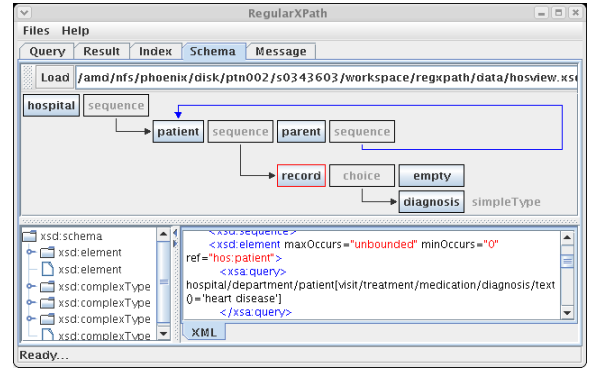 RegularXPath
Files Help
Query Result Index Schema Message
Load /amd/nfs/phoenix/disk/ptn002/s0343603/workspace/regxpath/data/hosview.xsd
hospital sequence
patient sequence parent sequence
record choice empty
diagnosis simpleType
xsd:schema
xsd:element
xsd:element
xsd:complexType
xsd:complexType
xsd:complexType
<xsd:sequence>
<xsd:element maxOccurs="unbounded" minOccurs="0"
ref="hos:patient">
<xsa:query>
hospital/department/patient[visit/treatment/medication/diagnosis/text
()='heart disease']
</xsa:query>
XML
Ready...